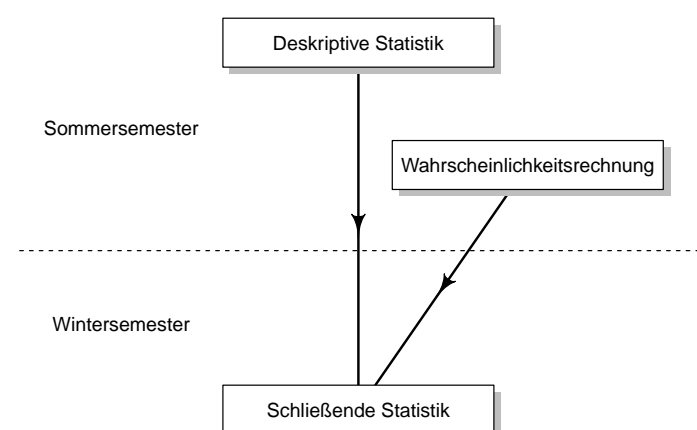 Deskriptive Statistik
Sommersemester
Wahrscheinlichkeitsrechnung
Wintersemester
Schließende Statistik